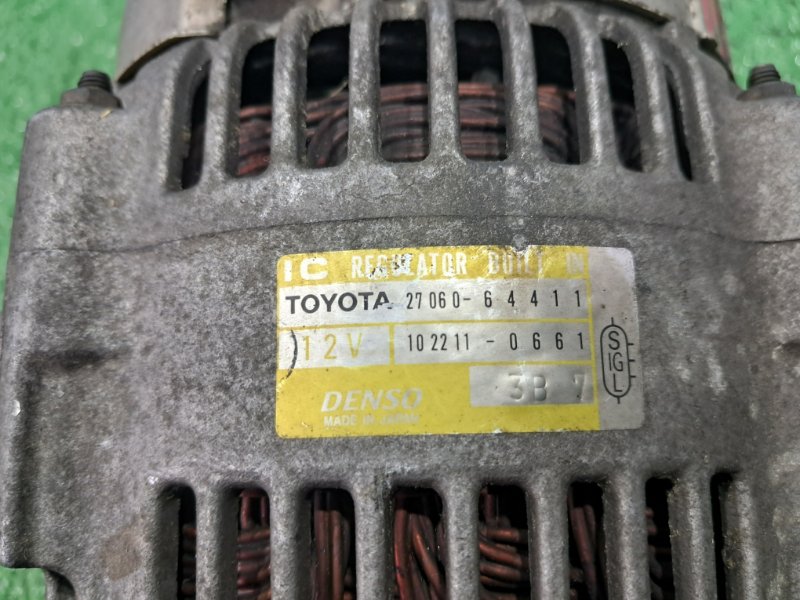 IC REGULATOR BUILT IN
TOYOTA 27060-64411
12V 102211-0661
DENSO 3B 7
MADE IN JAPAN
S
IG
L